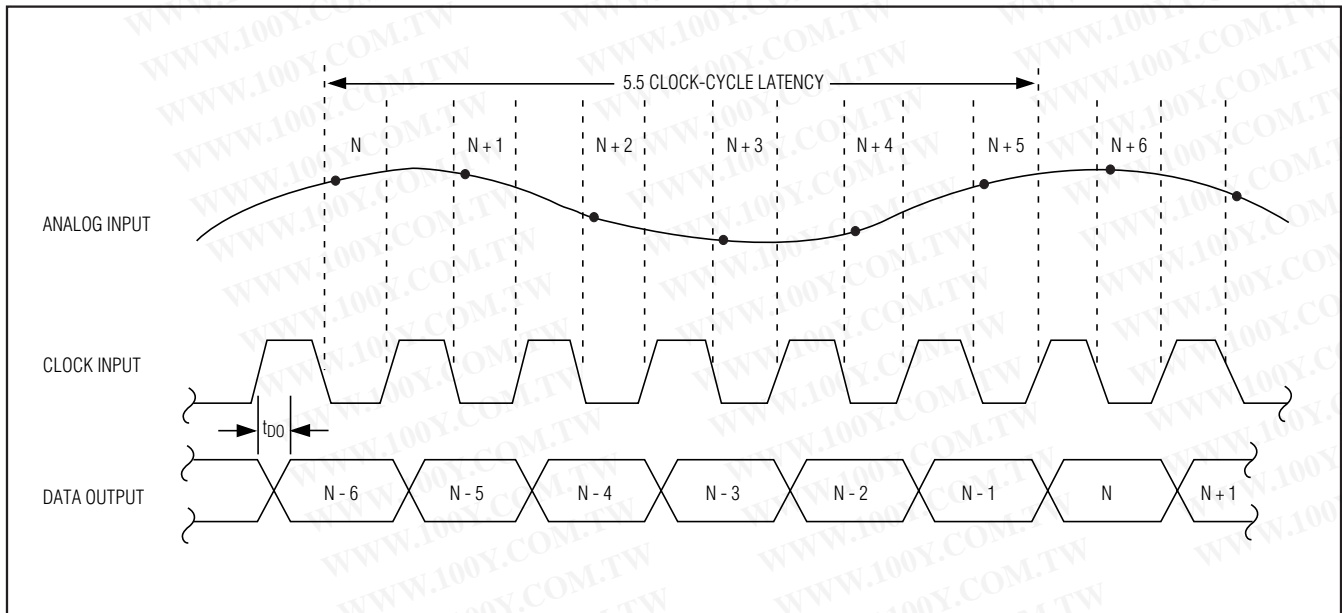 5.5 CLOCK-CYCLE LATENCY
N N + 1 N + 2 N + 3 N + 4 N + 5 N + 6
ANALOG INPUT
CLOCK INPUT
tDO
DATA OUTPUT N - 6 N - 5 N - 4 N - 3 N - 2 N - 1 N N + 1
WWW.100Y.COM.TW